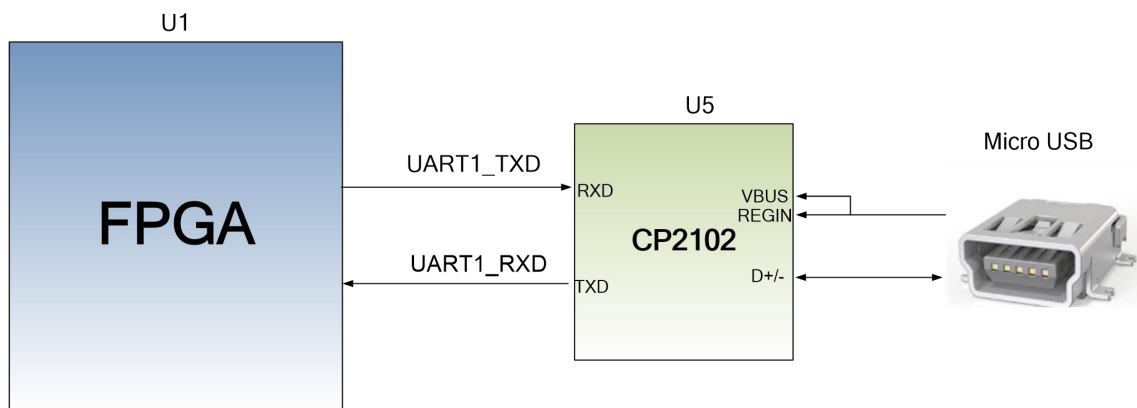 U1
FPGA
UART1_TXD
UART1_RXD
U5
RXD
TXD
CP2102
VBUS
REGIN
D+/-
Micro USB